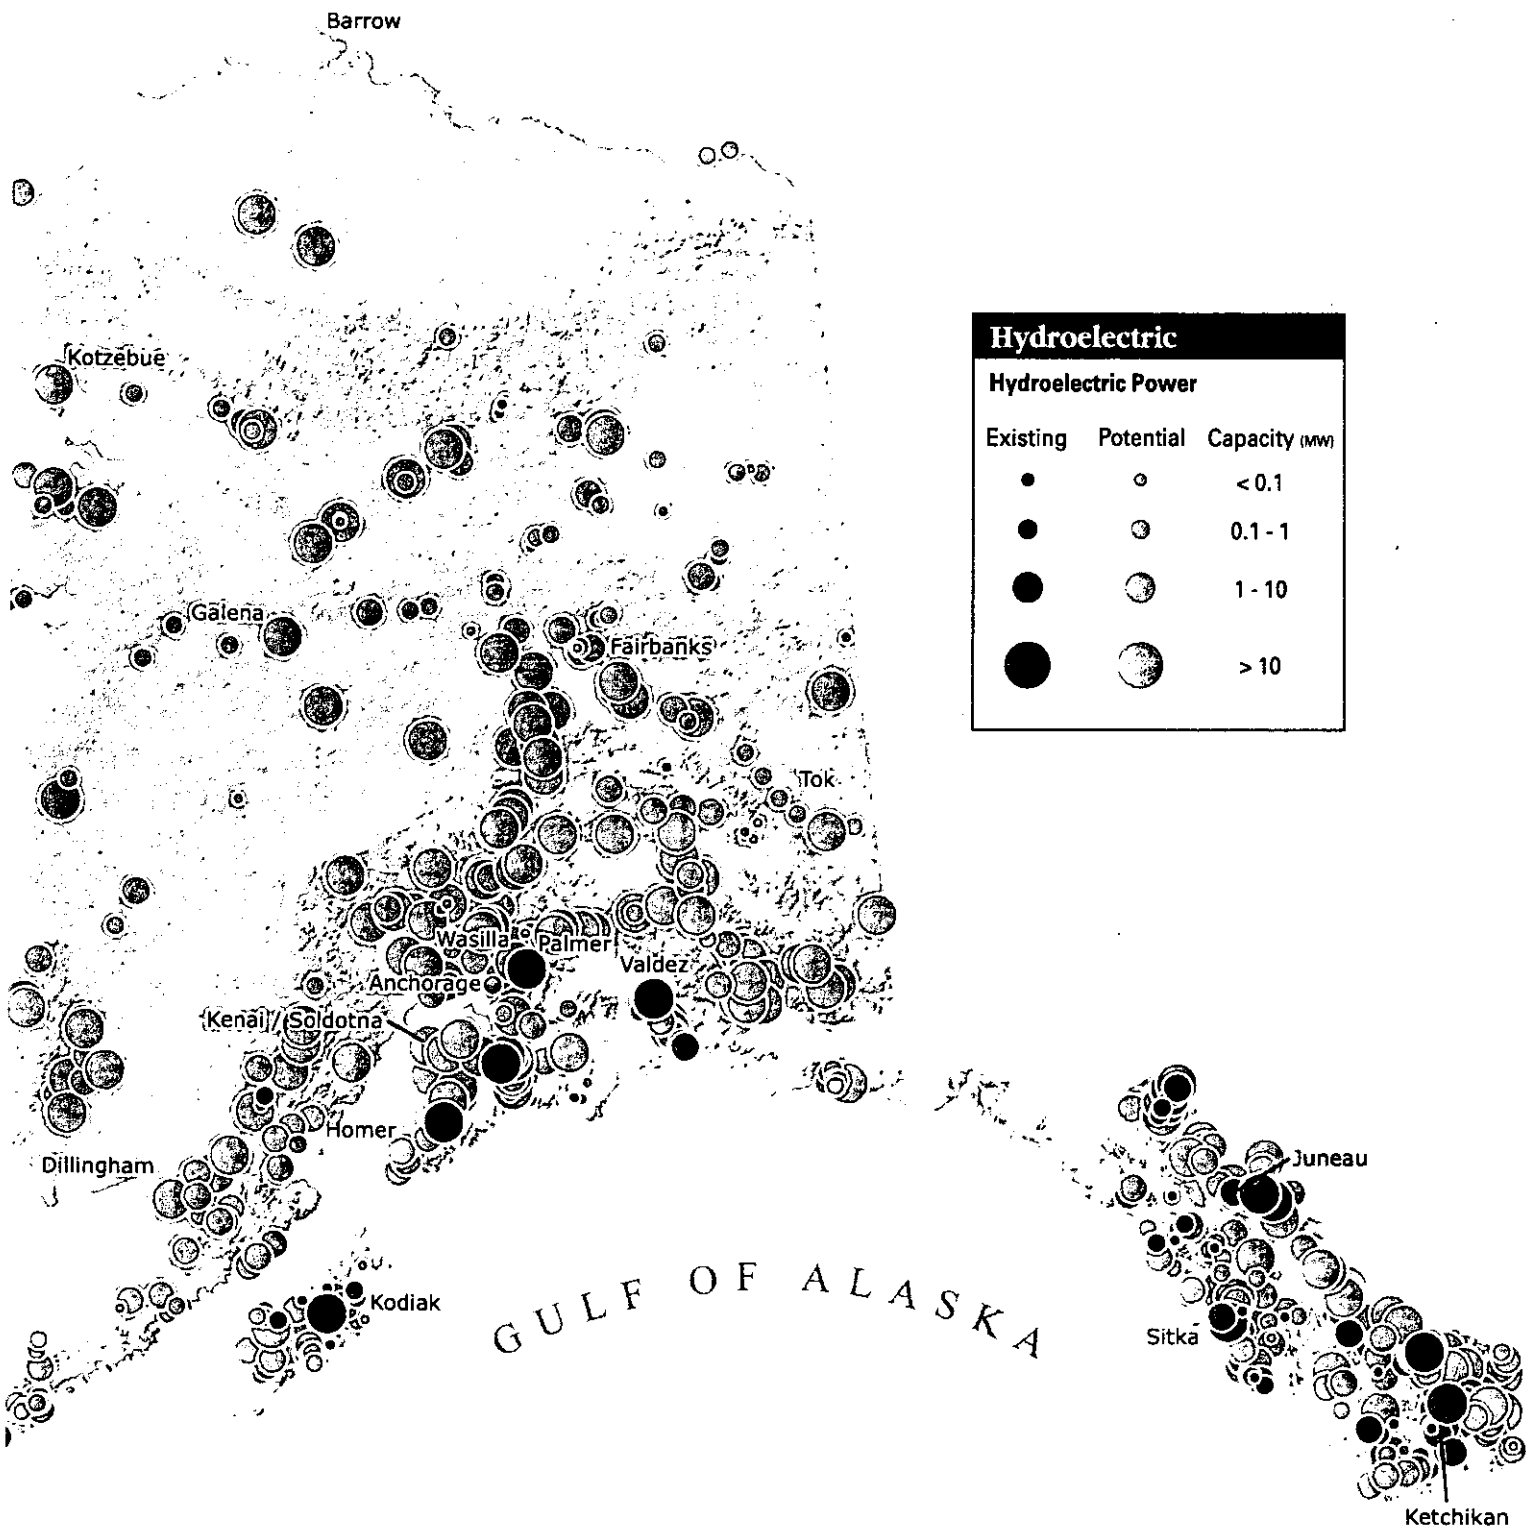 Barrow
Hydroelectric
Hydroelectric Power
Existing Potential Capacity (MW)
< 0.1
0.1 - 1
1 - 10
> 10
Kotzebue
Galena
Fairbanks
Tok
Wasilla
Palmer
Valdez
Anchorage
Kenai / Soldotna
Homer
Dillingham
Juneau
GULF OF ALASKA
Kodiak
Sitka
Ketchikan